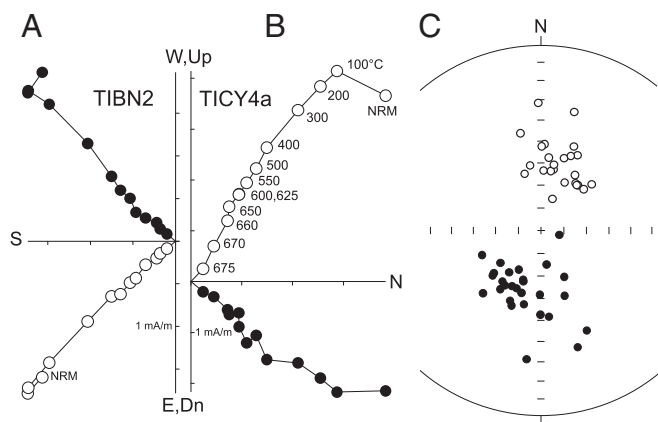 A
B
C
W,Up
N
TIBN2
TICY4a
100°C
200
NRM
300
400
500
550
600,625
650
660
670
675
S
N
1 mA/m
1 mA/m
NRM
E,Dn